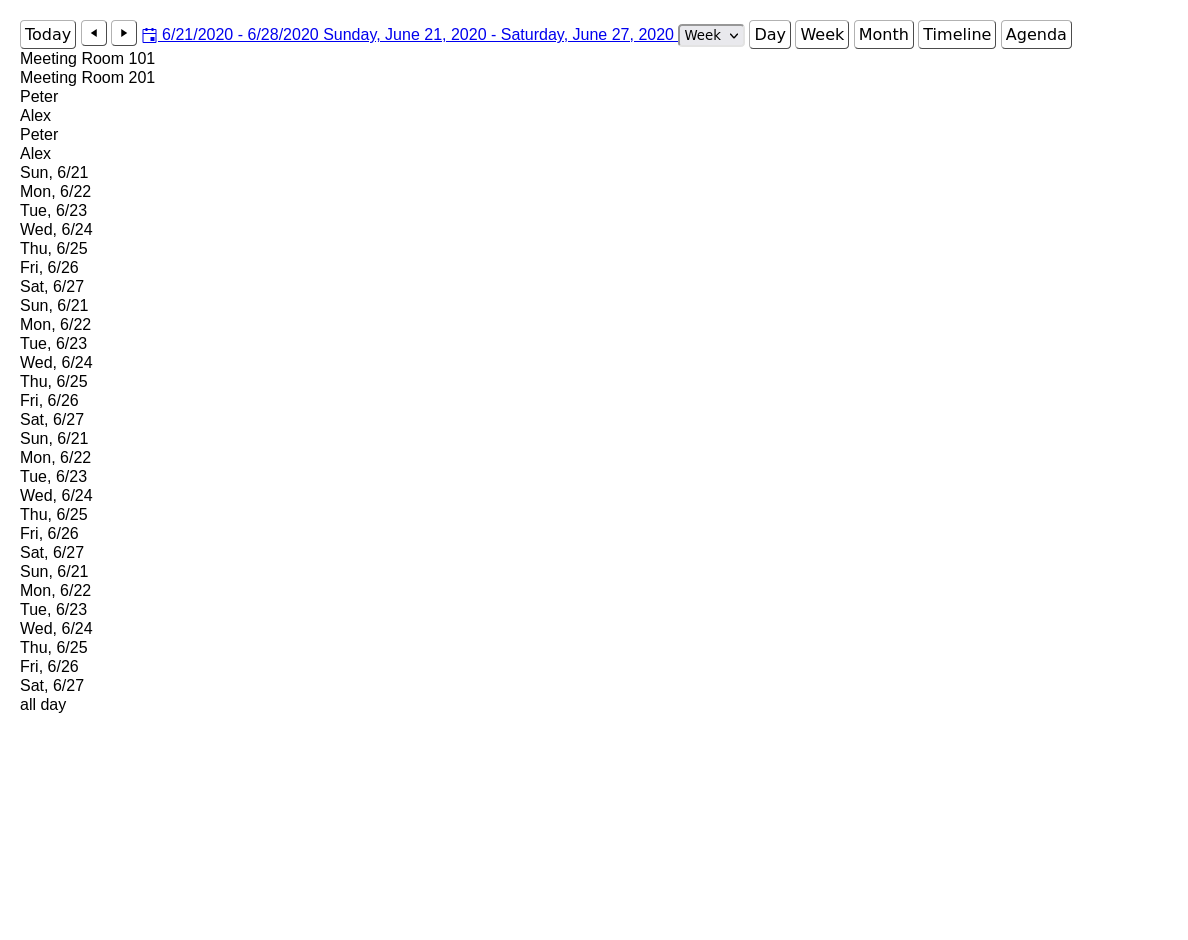 Today 6/21/2020 - 6/28/2020 Sunday, June 21, 2020 - Saturday, June 27, 2020 Week Day Week Month Timeline Agenda
Meeting Room 101
Meeting Room 201
Peter
Alex
Peter
Alex
Sun, 6/21
Mon, 6/22
Tue, 6/23
Wed, 6/24
Thu, 6/25
Fri, 6/26
Sat, 6/27
Sun, 6/21
Mon, 6/22
Tue, 6/23
Wed, 6/24
Thu, 6/25
Fri, 6/26
Sat, 6/27
Sun, 6/21
Mon, 6/22
Tue, 6/23
Wed, 6/24
Thu, 6/25
Fri, 6/26
Sat, 6/27
Sun, 6/21
Mon, 6/22
Tue, 6/23
Wed, 6/24
Thu, 6/25
Fri, 6/26
Sat, 6/27
all day